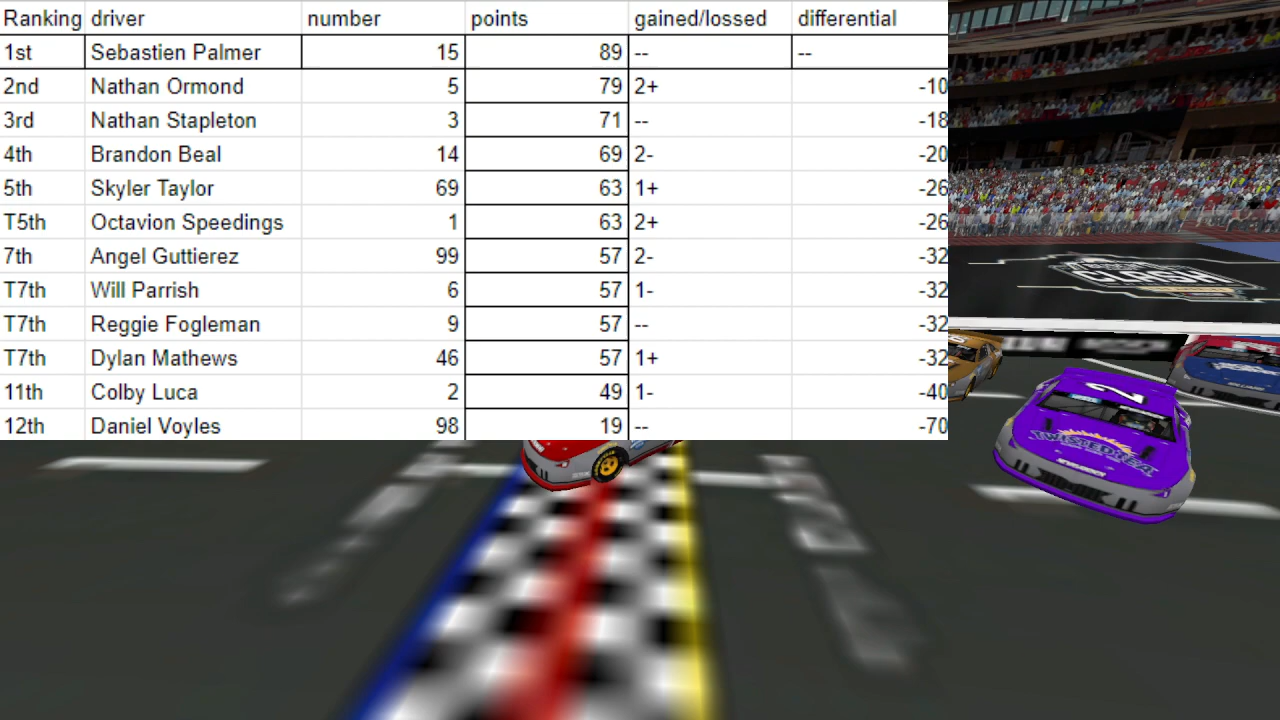 Ranking driver number points gained/lossed differential
1st Sebastien Palmer 15 89 -- --
2nd Nathan Ormond 5 79 2+ -10
3rd Nathan Stapleton 3 71 -- -18
4th Brandon Beal 14 69 2- -20
5th Skyler Taylor 69 63 1+ -26
T5th Octavion Speedings 1 63 2+ -26
7th Angel Guttierez 99 57 2- -32
T7th Will Parrish 6 57 1- -32
T7th Reggie Fogleman 9 57 -- -32
T7th Dylan Mathews 46 57 1+ -32
11th Colby Luca 2 49 1- -40
12th Daniel Voyles 98 19 -- -70
CLASH
2
TWISTED TEA